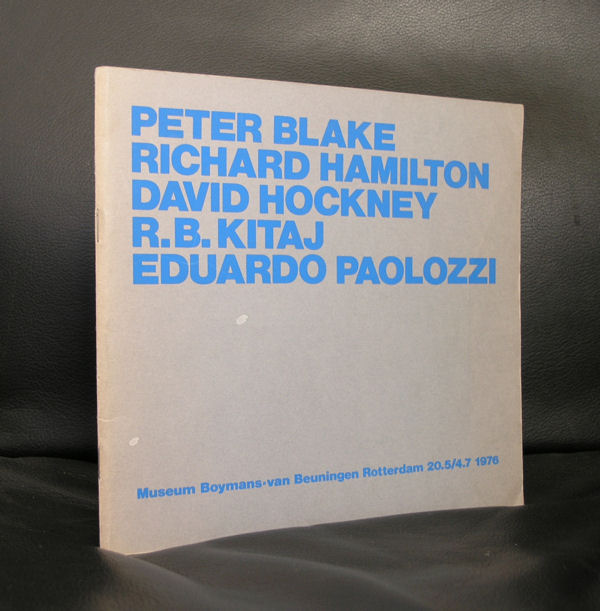 PETER BLAKE
RICHARD HAMILTON
DAVID HOCKNEY
R.B. KITAJ
EDUARDO PAOLOZZI
Museum Boymans-van Beuningen Rotterdam 20.5/4.7 1976